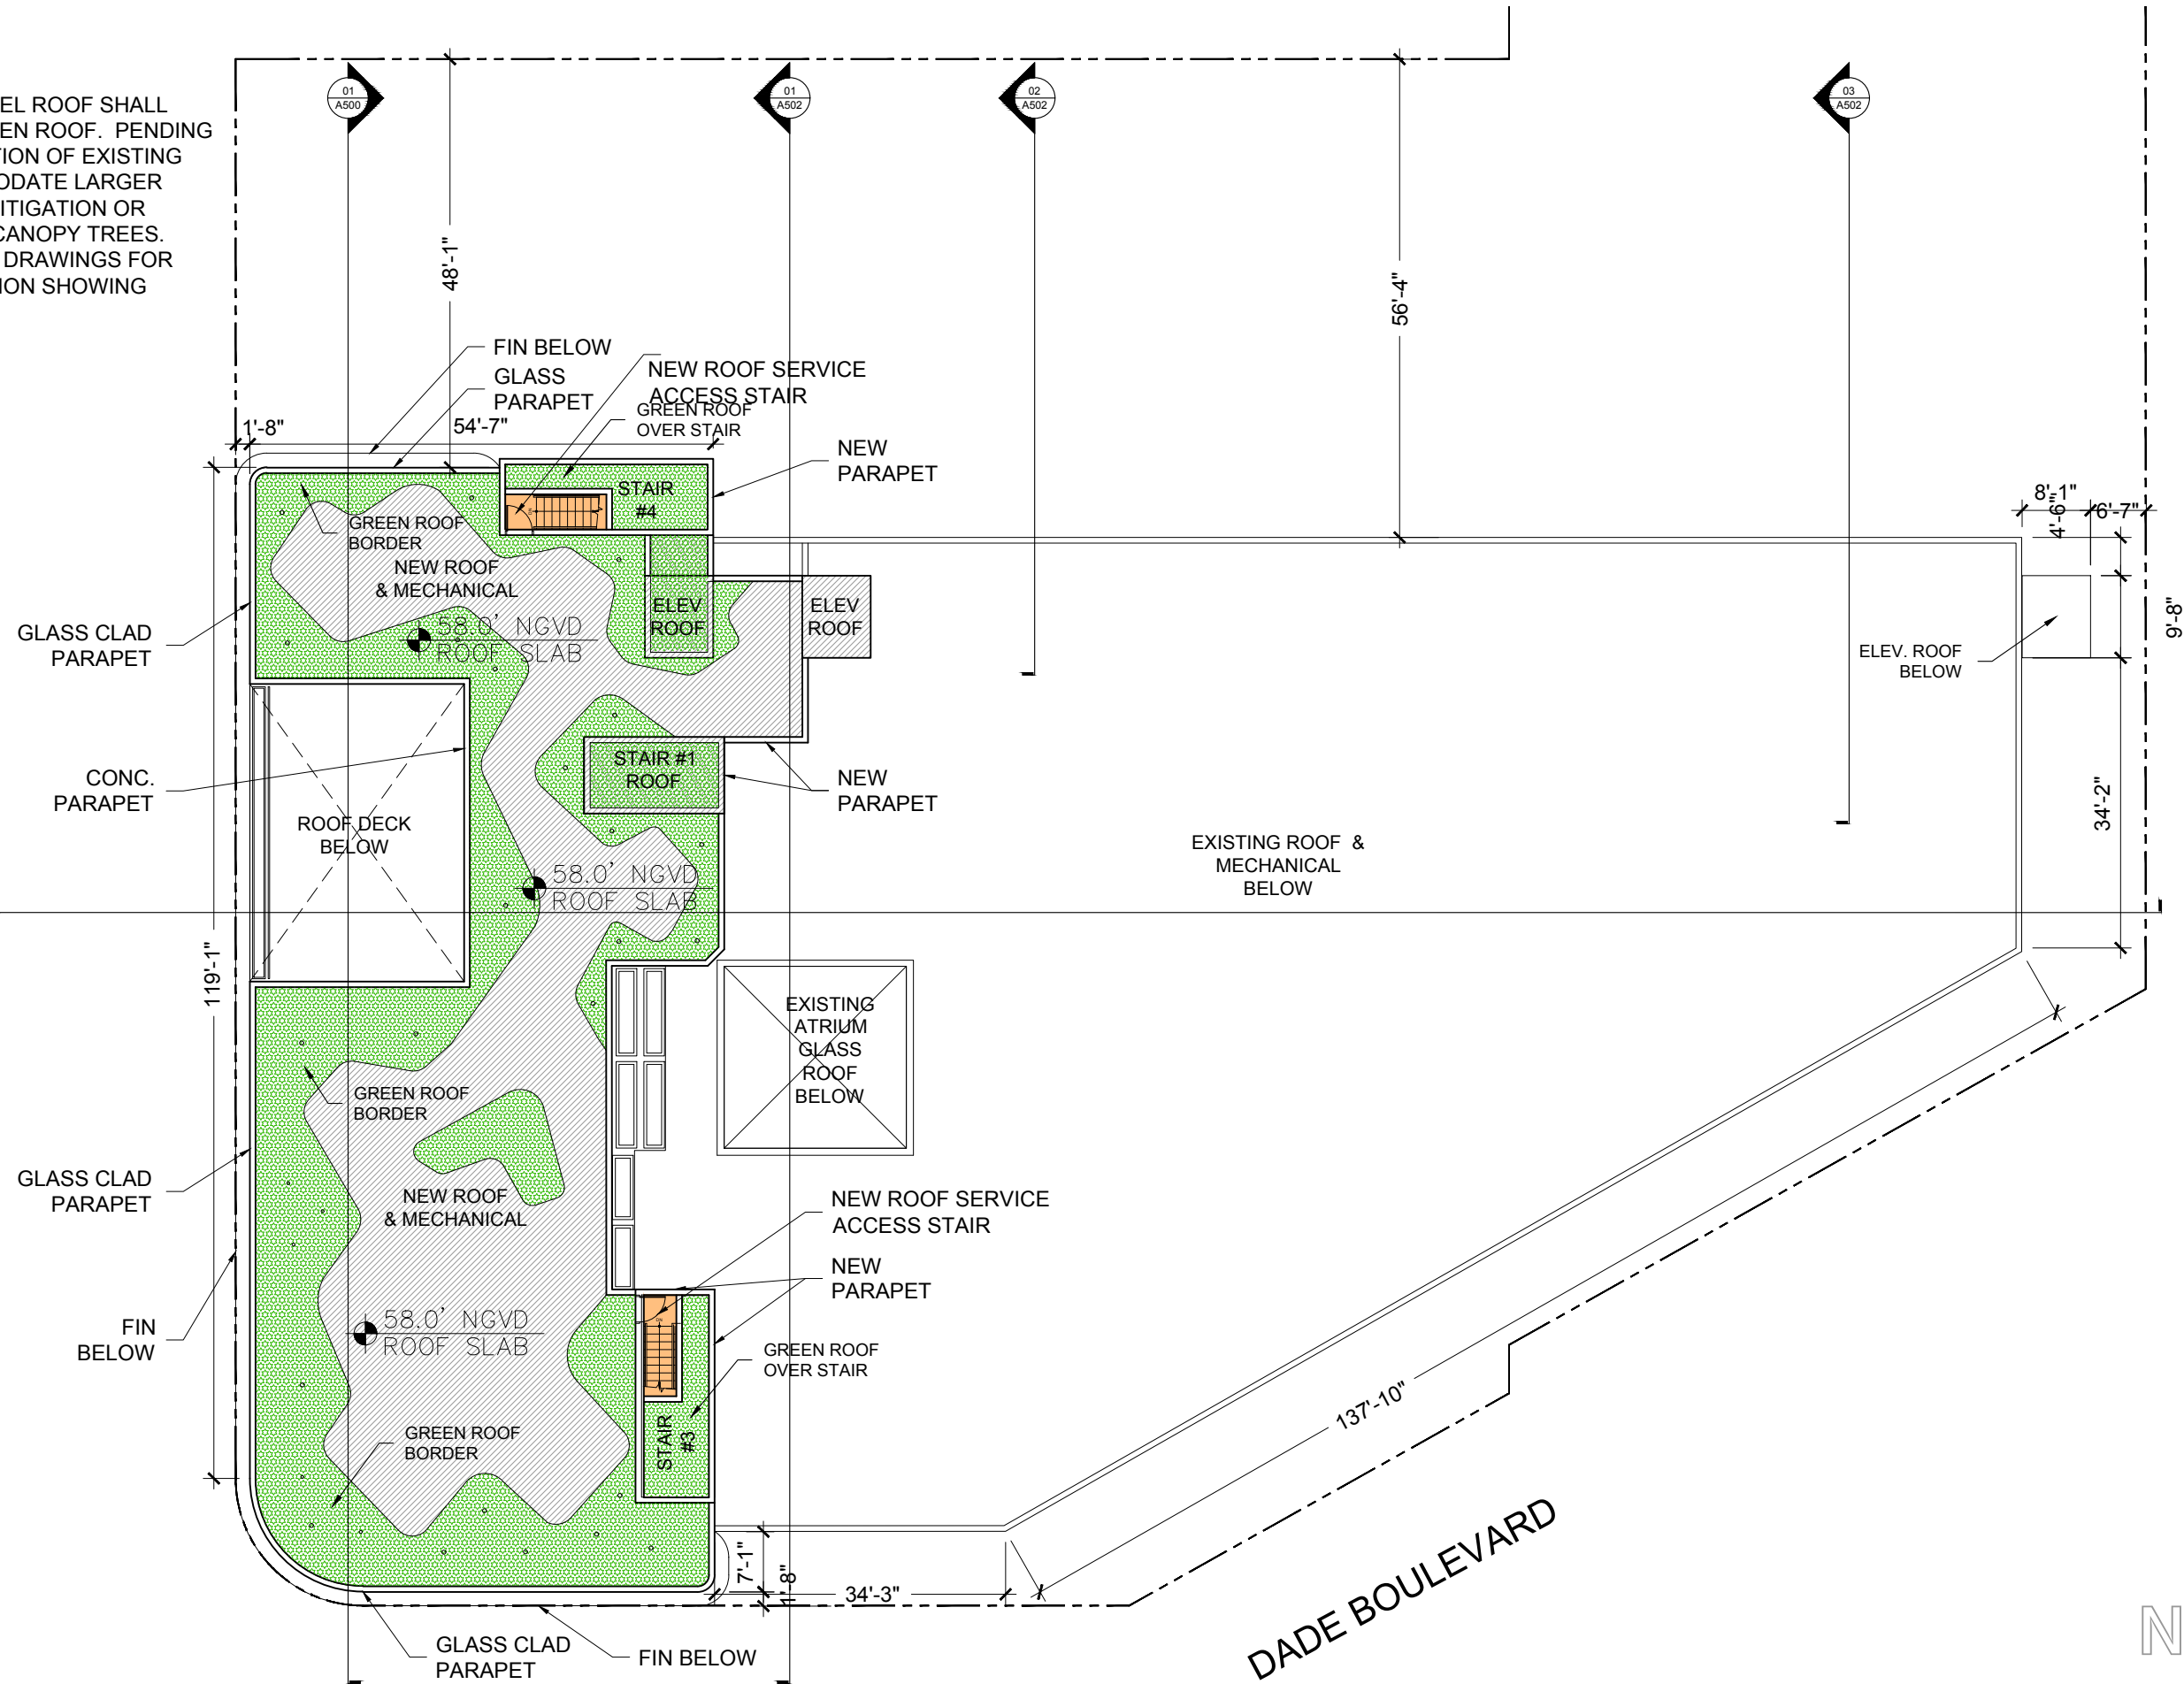 EL ROOF SHALL
EN ROOF.  PENDING
TION OF EXISTING
ODATE LARGER
ITIGATION OR
CANOPY TREES.
DRAWINGS FOR
ION SHOWING
01
A500
01
A502
02
A502
03
A502
48'-1"
56'-4"
FIN BELOW
GLASS
PARAPET
NEW ROOF SERVICE
ACCESS STAIR
GREEN ROOF
OVER STAIR
1'-8"
54'-7"
NEW
PARAPET
STAIR
#4
8'-1"
4'-6"
6'-7"
9'-8"
GREEN ROOF
BORDER
NEW ROOF
& MECHANICAL
58.0' NGVD
ROOF SLAB
ELEV
ROOF
ELEV
ROOF
GLASS CLAD
PARAPET
ELEV. ROOF
BELOW
STAIR #1
ROOF
CONC.
PARAPET
NEW
PARAPET
34'-2"
ROOF DECK
BELOW
EXISTING ROOF &
MECHANICAL
BELOW
58.0' NGVD
ROOF SLAB
119'-1"
EXISTING
ATRIUM
GLASS
ROOF
BELOW
GREEN ROOF
BORDER
GLASS CLAD
PARAPET
NEW ROOF
& MECHANICAL
NEW ROOF SERVICE
ACCESS STAIR
NEW
PARAPET
FIN
BELOW
58.0' NGVD
ROOF SLAB
DN
GREEN ROOF
OVER STAIR
GREEN ROOF
BORDER
STAIR
#3
137'-10"
7'-1"
1'-8"
34'-3"
DADE BOULEVARD
GLASS CLAD
PARAPET
FIN BELOW
N